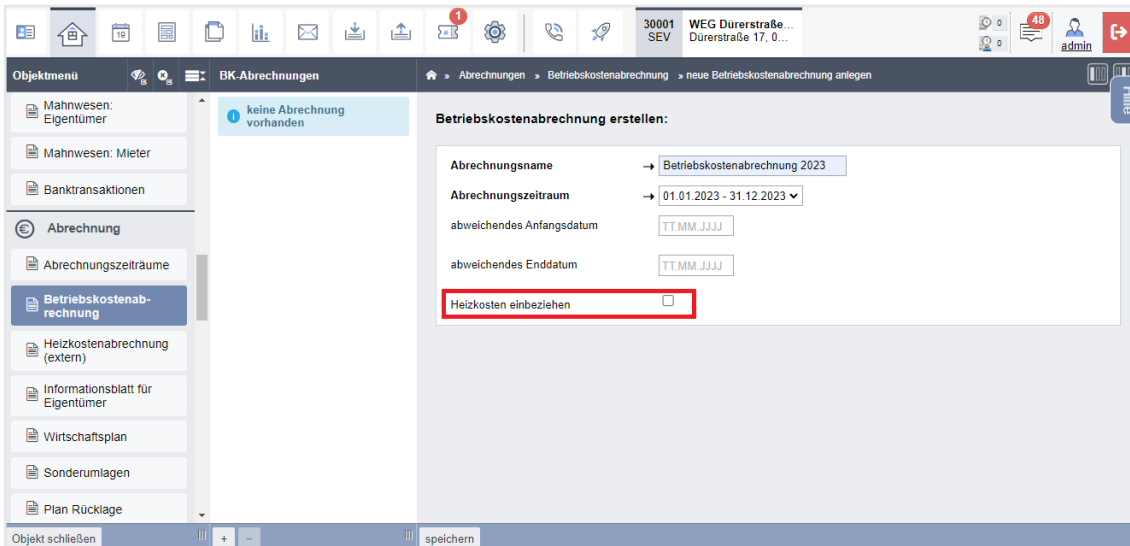 19
1
30001
SEV
WEG Dürerstraße...
Dürerstraße 17, 0...
0
0
48
admin
Objektmenü
BK-Abrechnungen
» Abrechnungen » Betriebskostenabrechnung » neue Betriebskostenabrechnung anlegen
Hilfe
Mahnwesen:
Eigentümer
Mahnwesen: Mieter
Banktransaktionen
Abrechnung
Abrechnungszeiträume
Betriebskostenab-
rechnung
Heizkostenabrechnung
(extern)
Informationsblatt für
Eigentümer
Wirtschaftsplan
Sonderumlagen
Plan Rücklage
Objekt schließen
keine Abrechnung
vorhanden
+ −
Betriebskostenabrechnung erstellen:
Abrechnungsname → Betriebskostenabrechnung 2023
Abrechnungszeitraum → 01.01.2023 - 31.12.2023
abweichendes Anfangsdatum TT.MM.JJJJ
abweichendes Enddatum TT.MM.JJJJ
Heizkosten einbeziehen
speichern